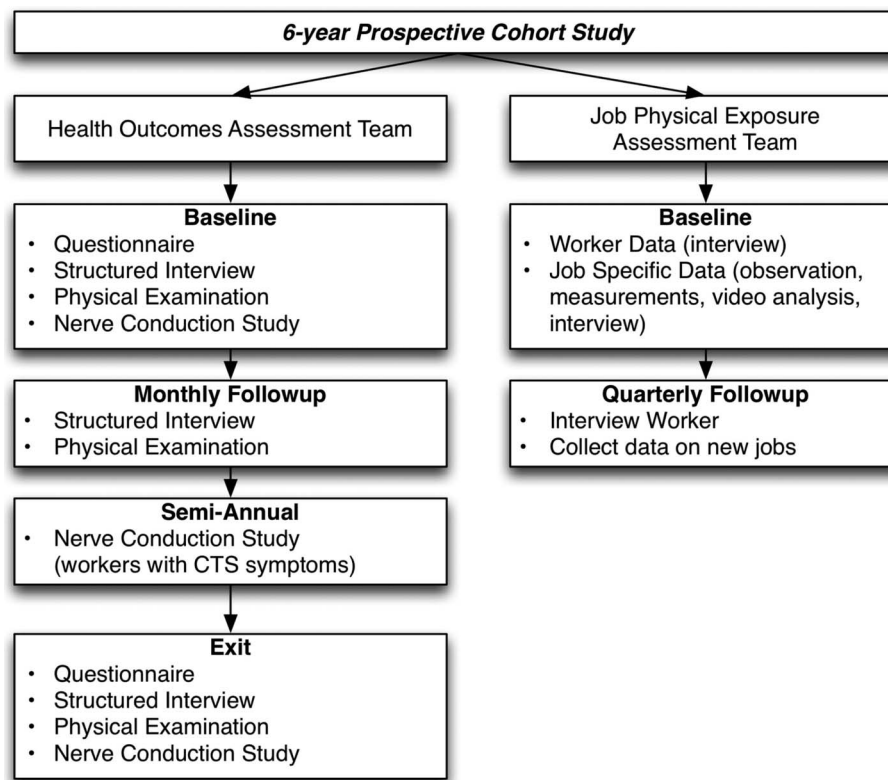 6-year Prospective Cohort Study
Health Outcomes Assessment Team
Job Physical Exposure
Assessment Team
Baseline
• Questionnaire
• Structured Interview
• Physical Examination
• Nerve Conduction Study
Baseline
• Worker Data (interview)
• Job Specific Data (observation,
measurements, video analysis,
interview)
Monthly Followup
• Structured Interview
• Physical Examination
Quarterly Followup
• Interview Worker
• Collect data on new jobs
Semi-Annual
• Nerve Conduction Study
(workers with CTS symptoms)
Exit
• Questionnaire
• Structured Interview
• Physical Examination
• Nerve Conduction Study